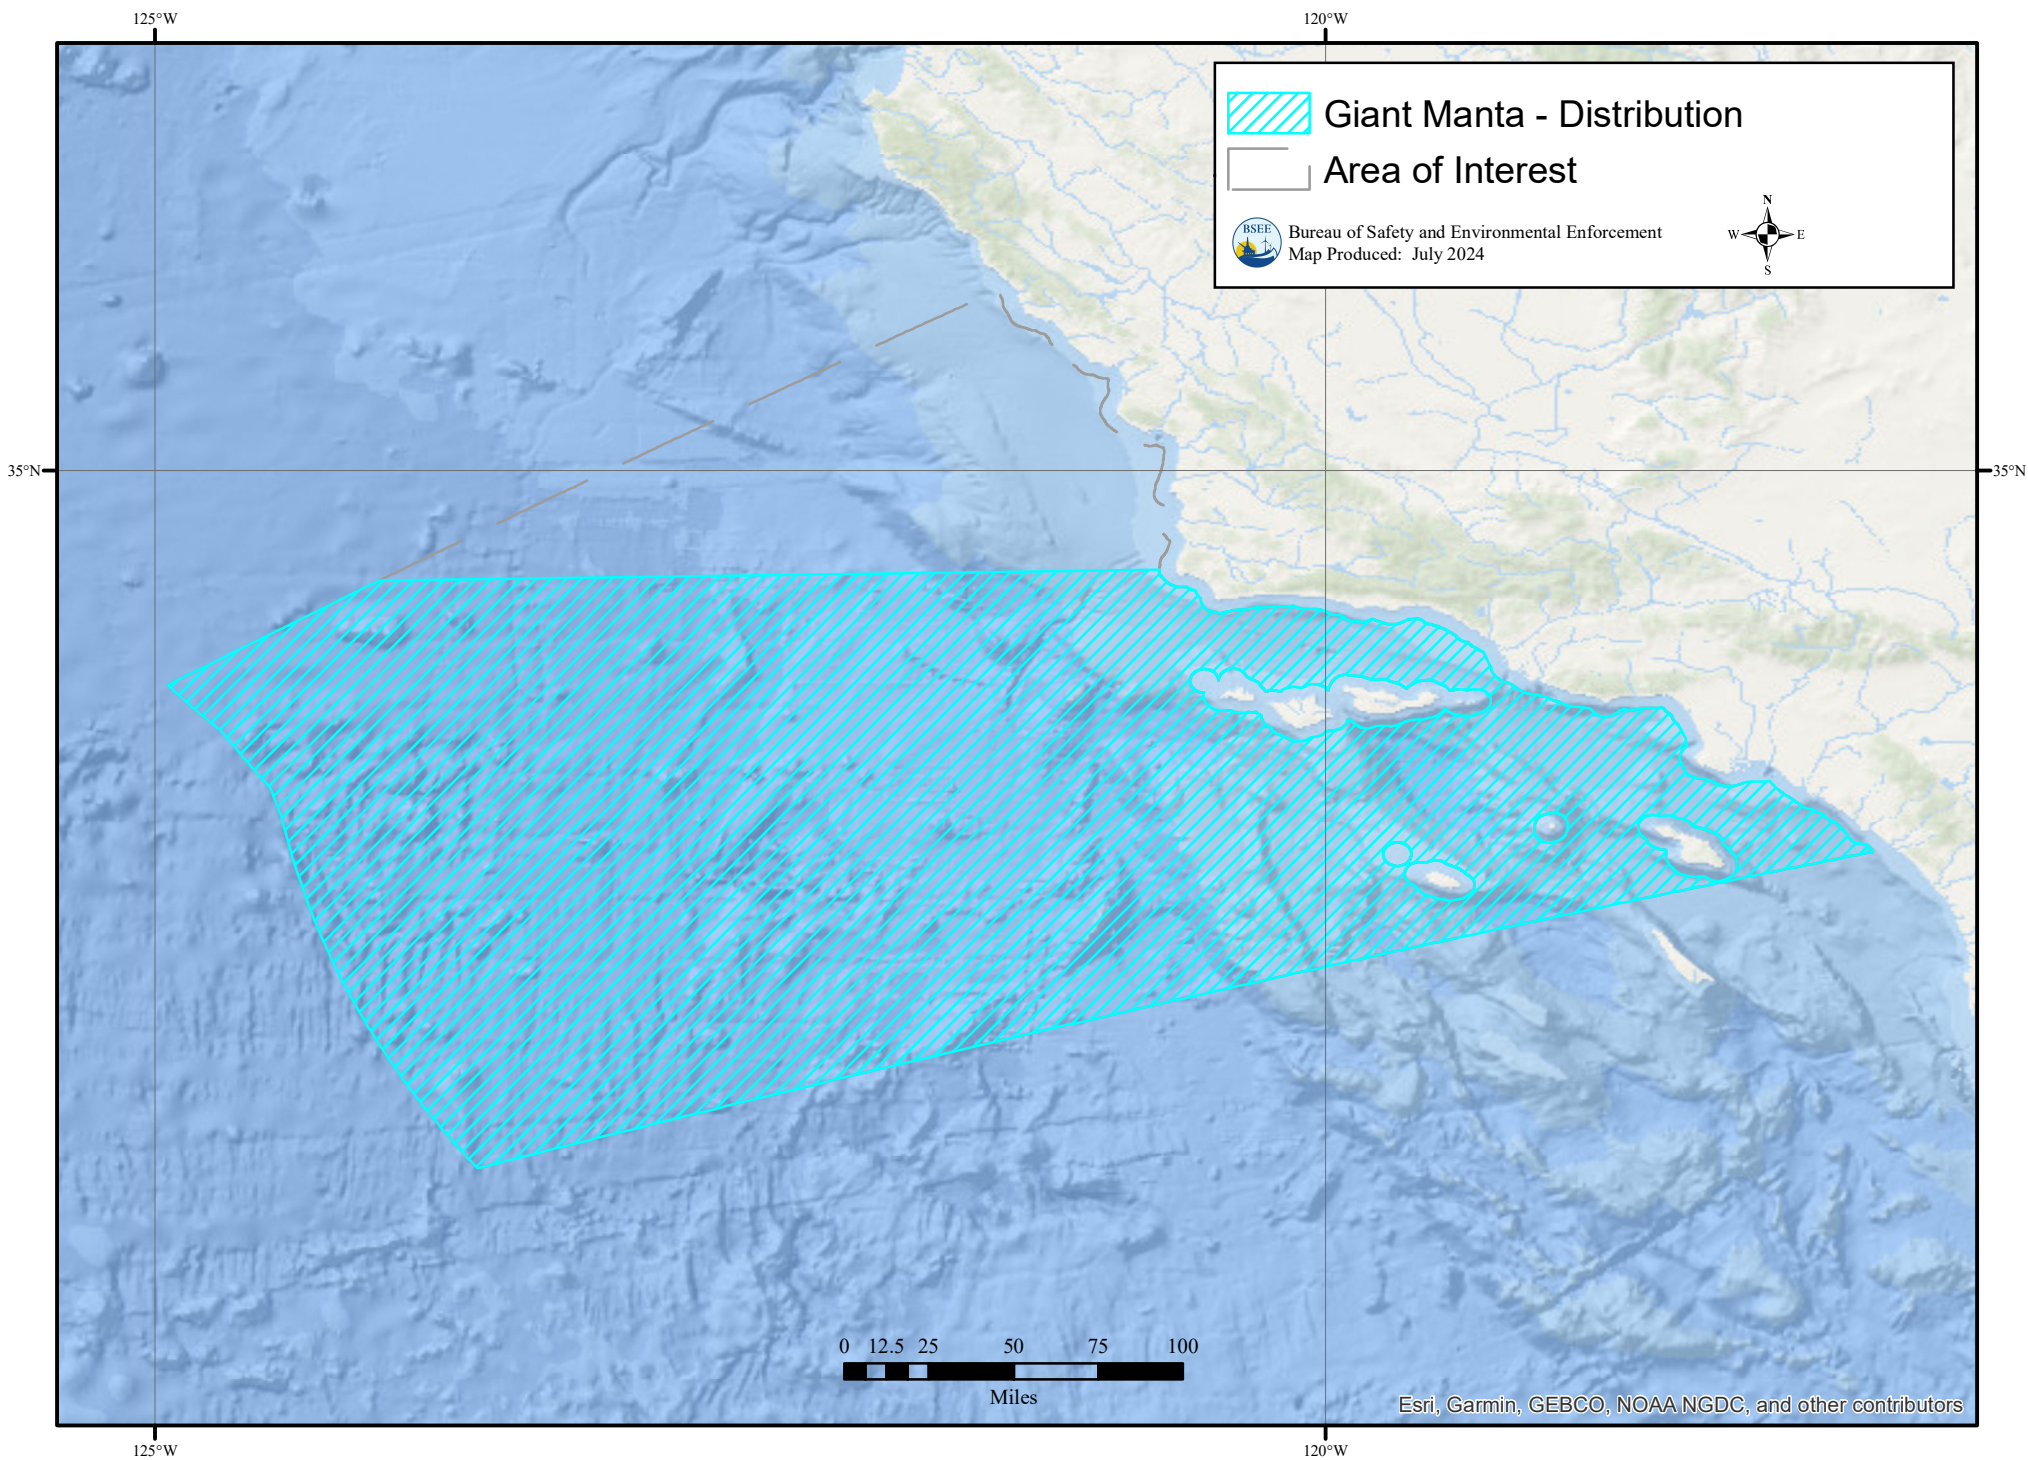 125°W 120°W
Giant Manta - Distribution
Area of Interest
BSEE
Bureau of Safety and Environmental Enforcement
Map Produced: July 2024
N
W E
S
35°N 35°N
0 12.5 25 50 75 100
Miles
Esri, Garmin, GEBCO, NOAA NGDC, and other contributors
125°W 120°W